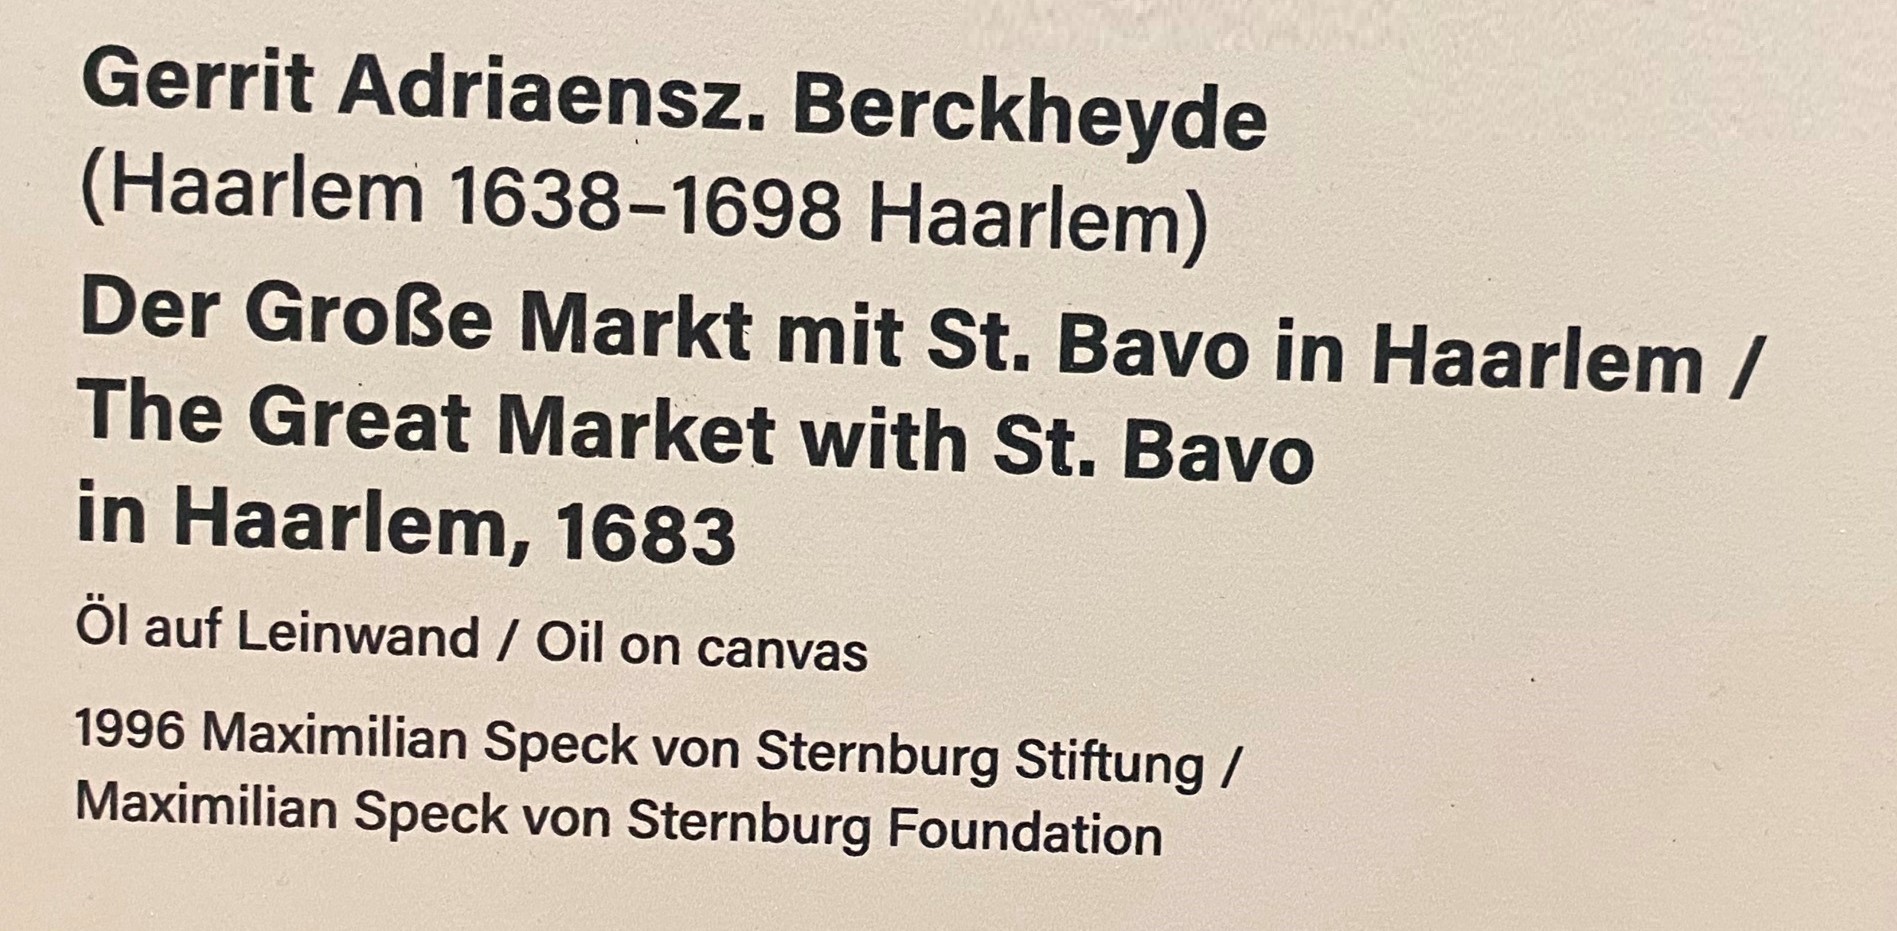 Gerrit Adriaensz. Berckheyde
(Haarlem 1638–1698 Haarlem)
Der Große Markt mit St. Bavo in Haarlem /
The Great Market with St. Bavo
in Haarlem, 1683
Öl auf Leinwand / Oil on canvas
1996 Maximilian Speck von Sternburg Stiftung /
Maximilian Speck von Sternburg Foundation